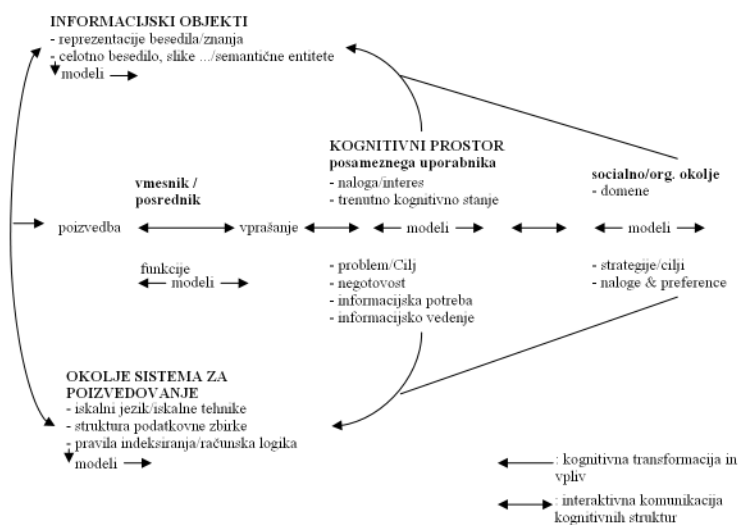 INFORMACIJSKI OBJEKTI
- reprezentacije besedila/znanja
- celotno besedilo, slike .../semantične entitete
modeli
KOGNITIVNI PROSTOR
posameznega uporabnika
- naloga/interes
- trenutno kognitivno stanje
socialno/org. okolje
- domene
vmesnik /
posrednik
poizvedba
vprašanje
modeli
modeli
funkcije
modeli
- problem/Cilj
- negotovost
- informacijska potreba
- informacijsko vedenje
- strategije/cilji
- naloge & preference
OKOLJE SISTEMA ZA
POIZVEDOVANJE
- iskalni jezik/iskalne tehnike
- struktura podatkovne zbirke
- pravila indeksiranja/računska logika
modeli
: kognitivna transformacija in
vpliv
: interaktivna komunikacija
kognitivnih struktur